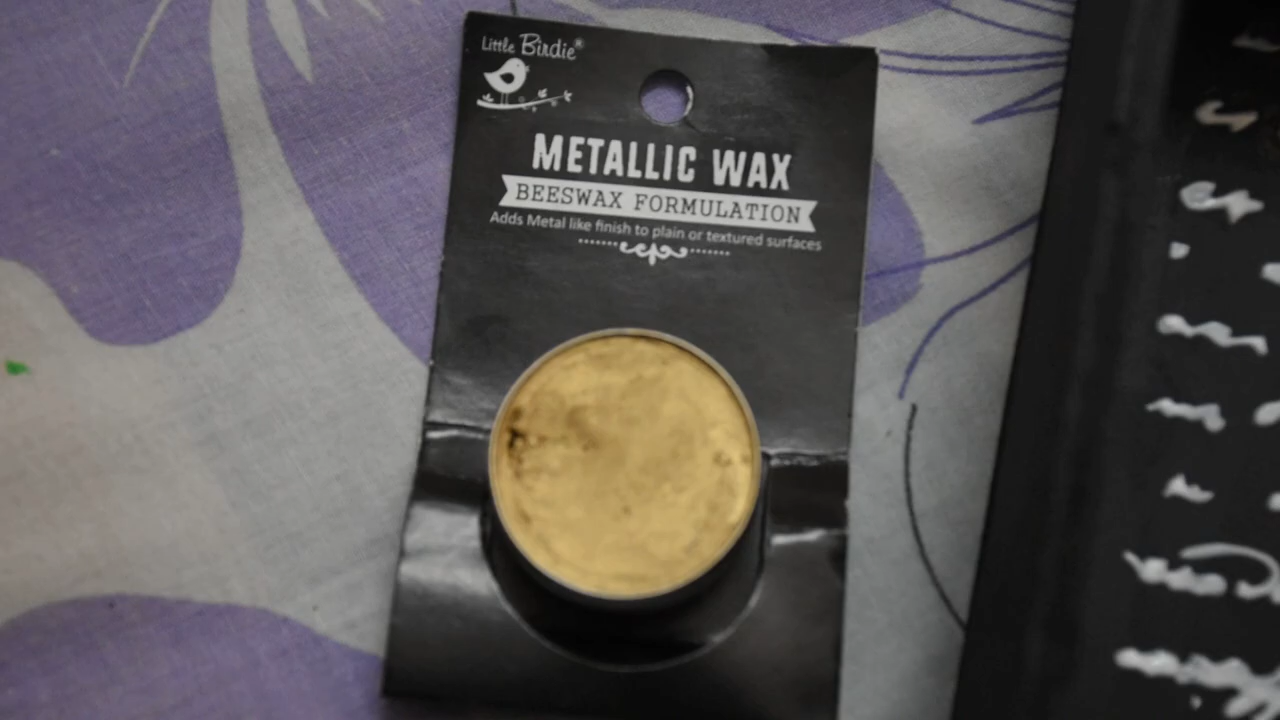 Little Birdie®
METALLIC WAX
BEESWAX FORMULATION
Adds Metal like finish to plain or textured surfaces